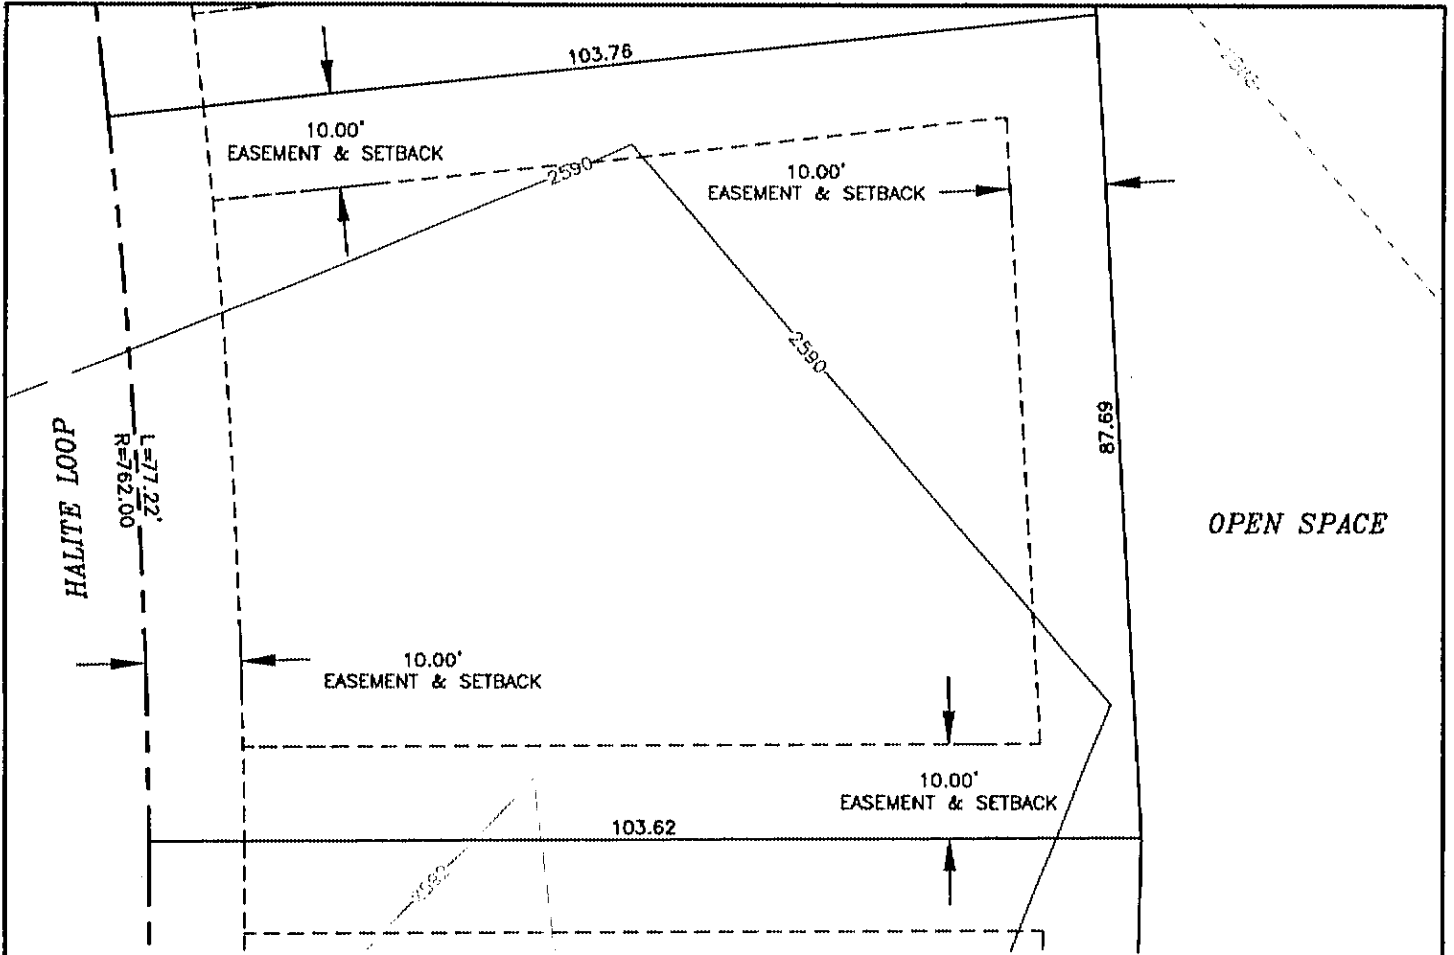 103.76
10.00'
EASEMENT & SETBACK
2590
10.00'
EASEMENT & SETBACK
2590
87.69
HALITE LOOP
L=77.22'
R=762.00
OPEN SPACE
10.00'
EASEMENT & SETBACK
10.00'
EASEMENT & SETBACK
103.62